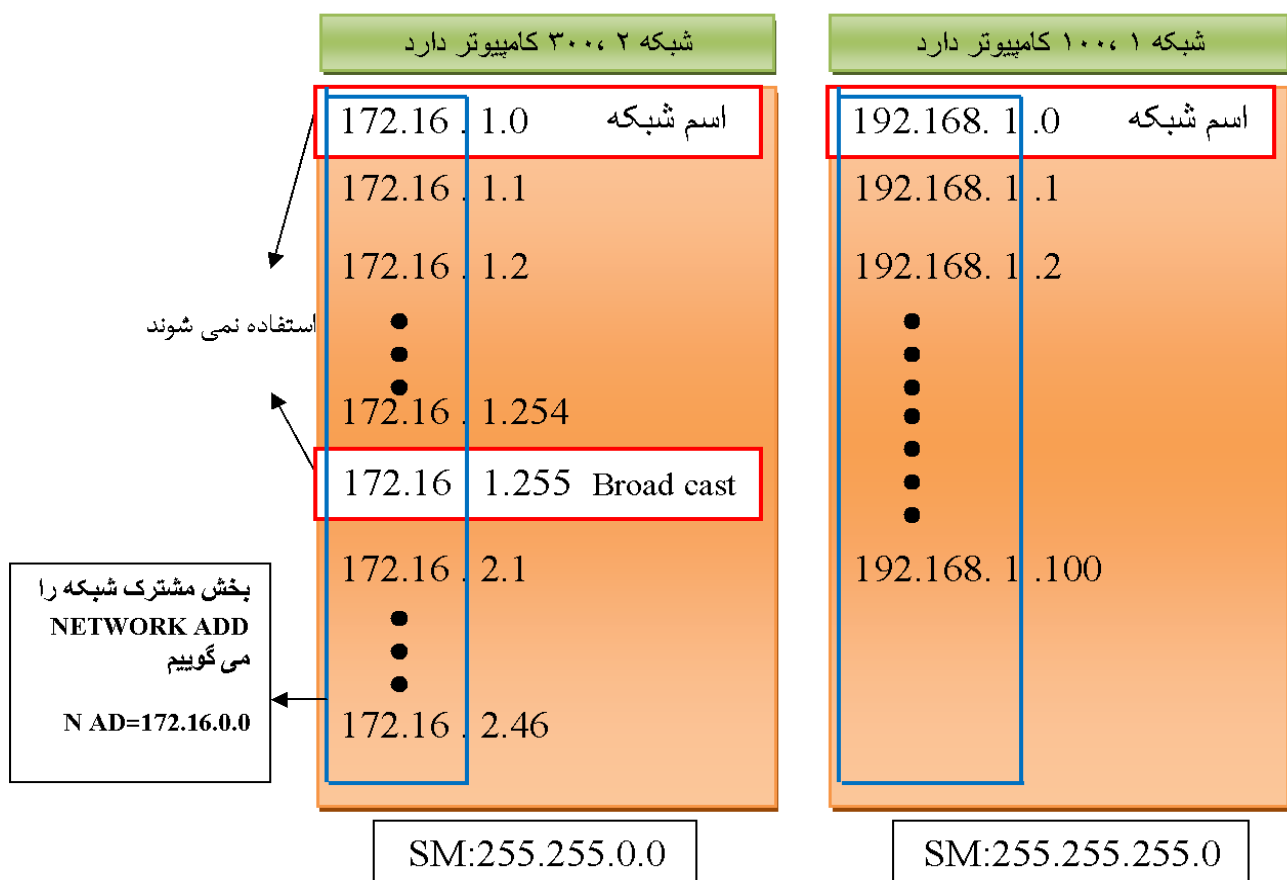 شبکه ۱ ،۱۰۰ کامپیوتر دارد
192.168. 1 .0 اسم شبکه
192.168. 1 .1
192.168. 1 .2
192.168. 1 .100
SM:255.255.255.0
شبکه ۲ ،۳۰۰ کامپیوتر دارد
172.16 . 1.0 اسم شبکه
172.16 . 1.1
172.16 . 1.2
172.16 . 1.254
172.16 1.255 Broad cast
172.16 . 2.1
172.16 . 2.46
SM:255.255.0.0
استفاده نمی شوند
بخش مشترک شبکه را
NETWORK ADD
می گوییم
N AD=172.16.0.0